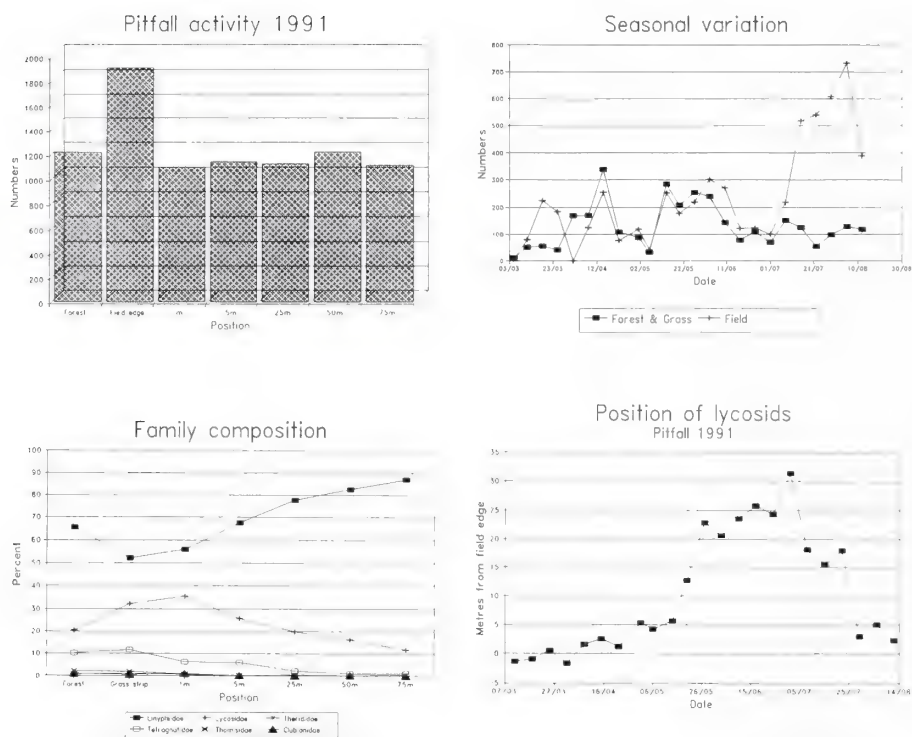 Pitfall activity 1991
Numbers
2000
1800
1600
1400
1200
1000
800
600
400
200
0
Forest Field edge 1m 5m 25m 50m 75m
Position
Seasonal variation
Numbers
800
700
600
500
400
300
200
100
0
03/03 23/03 12/04 02/05 22/05 11/06 01/07 21/07 10/08 30/08
Date
Forest & Grass Field
Family composition
Percent
100
90
80
70
60
50
40
30
20
10
0
Forest Grass-strip 1m 5m 25m 50m 75m
Position
Linyphiidae Lycosidae Theridiidae
Tetragnatidae Thomisidae Clubionidae
Position of lycosids
Pitfall 1991
Metres from field edge
35
30
25
20
15
10
5
0
5
07/03 27/03 16/04 06/05 26/05 15/06 05/07 25/07 14/08
Date